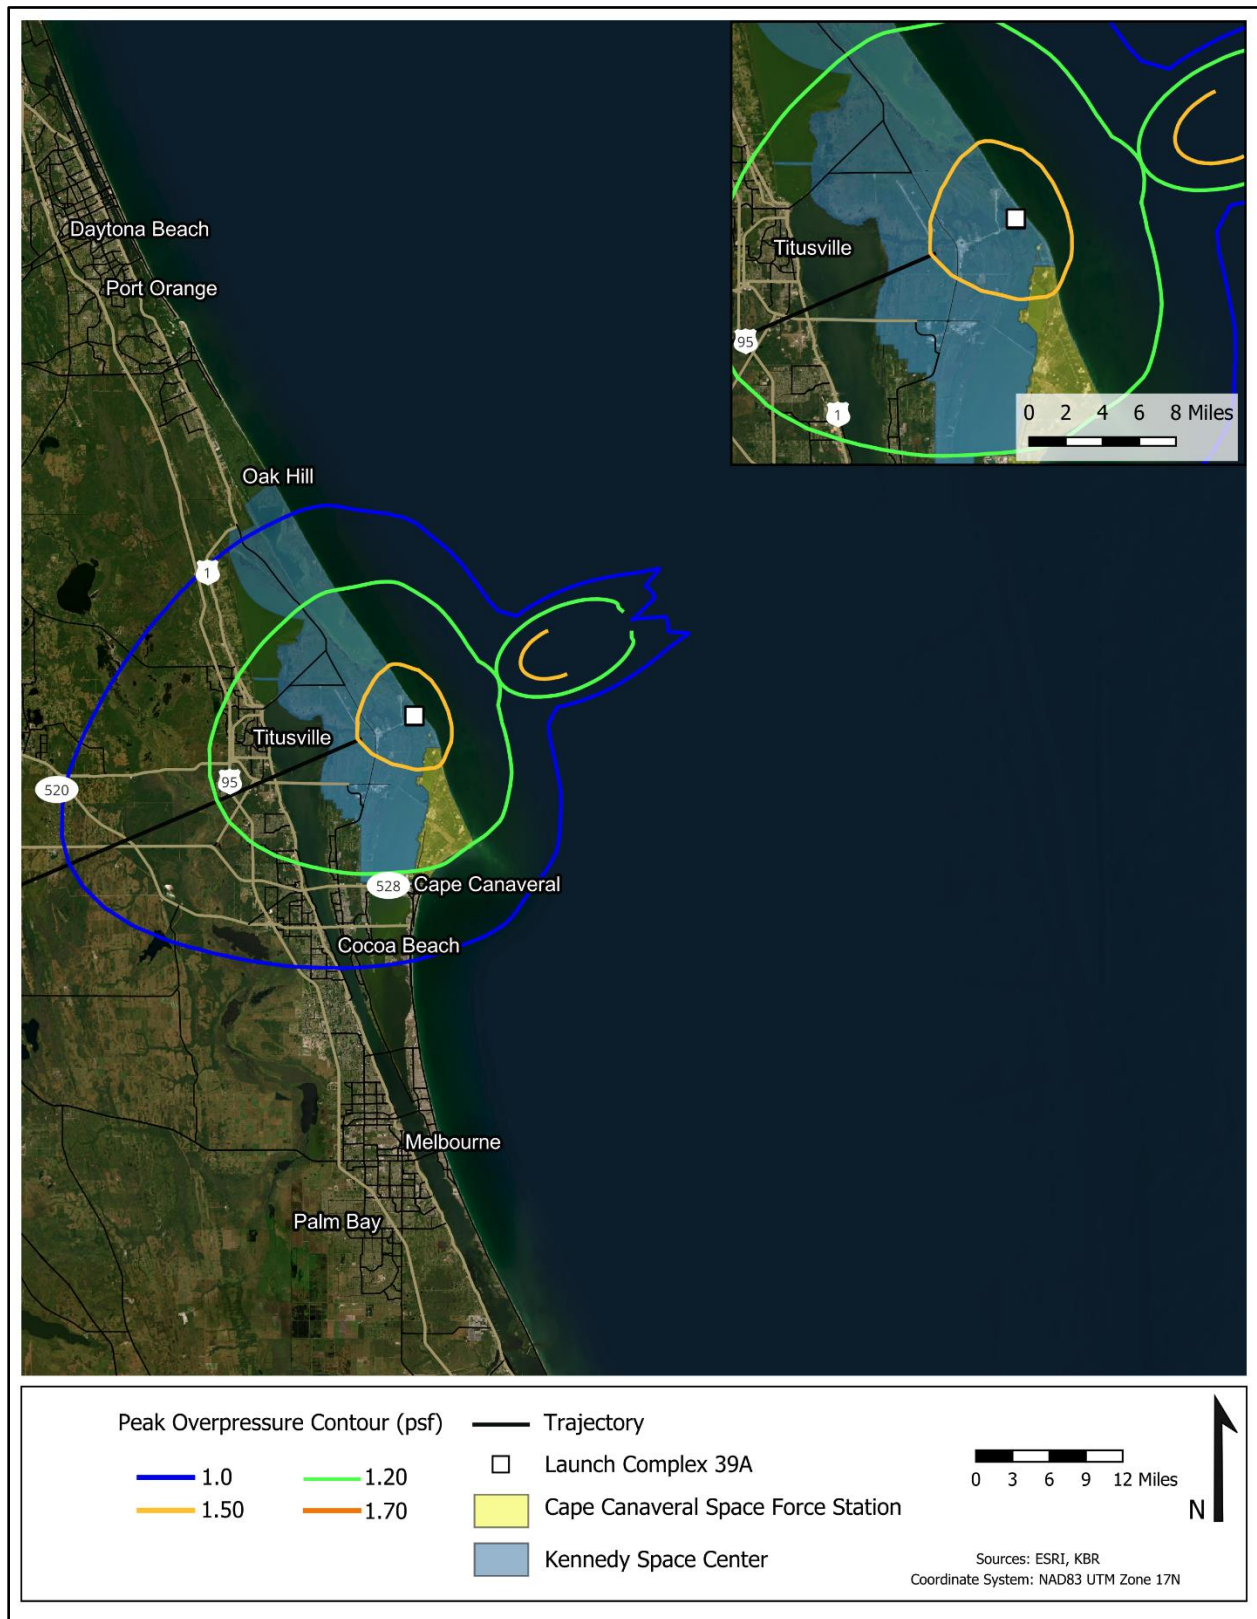 Daytona Beach
Port Orange
Oak Hill
1
Titusville
95
520
528
Cape Canaveral
Cocoa Beach
Melbourne
Palm Bay
Titusville
95
1
0 2 4 6 8 Miles
Peak Overpressure Contour (psf)
1.0
1.20
1.50
1.70
Trajectory
Launch Complex 39A
Cape Canaveral Space Force Station
Kennedy Space Center
0 3 6 9 12 Miles
N
Sources: ESRI, KBR
Coordinate System: NAD83 UTM Zone 17N